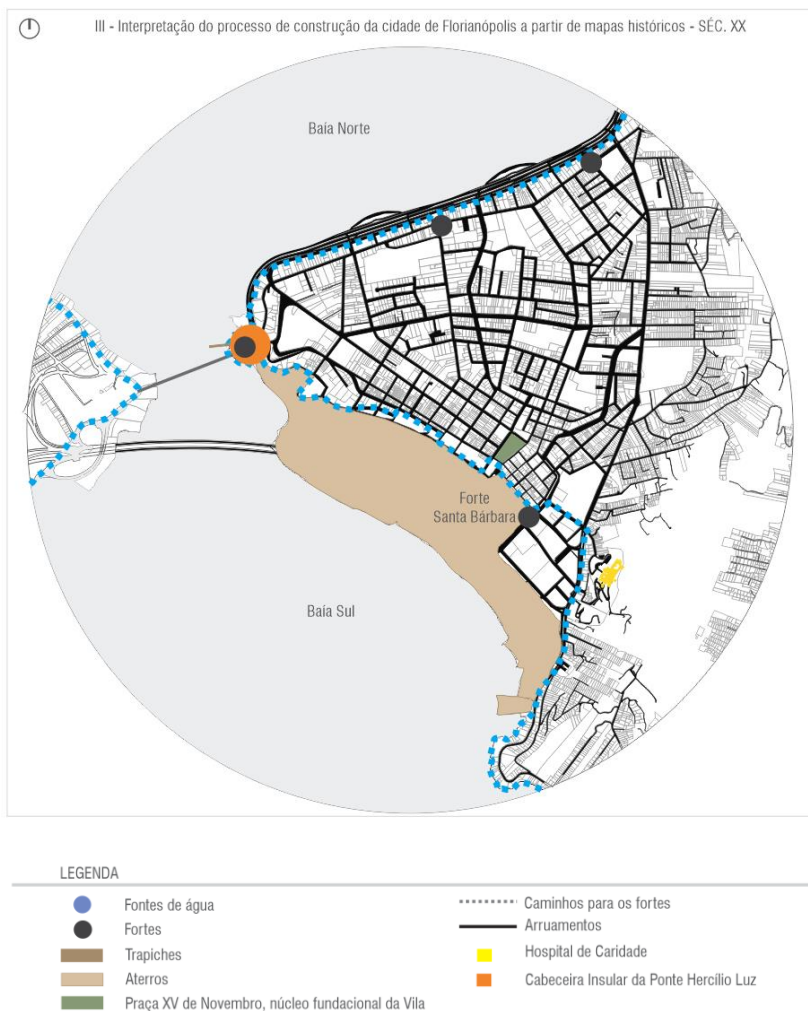 III - Interpretação do processo de construção da cidade de Florianópolis a partir de mapas históricos - SÉC. XX
Baía Norte
Forte
Santa Bárbara
Baía Sul
LEGENDA
Fontes de água
Fortes
Trapiches
Aterros
Praça XV de Novembro, núcleo fundacional da Vila
Caminhos para os fortes
Arruamentos
Hospital de Caridade
Cabeceira Insular da Ponte Hercílio Luz